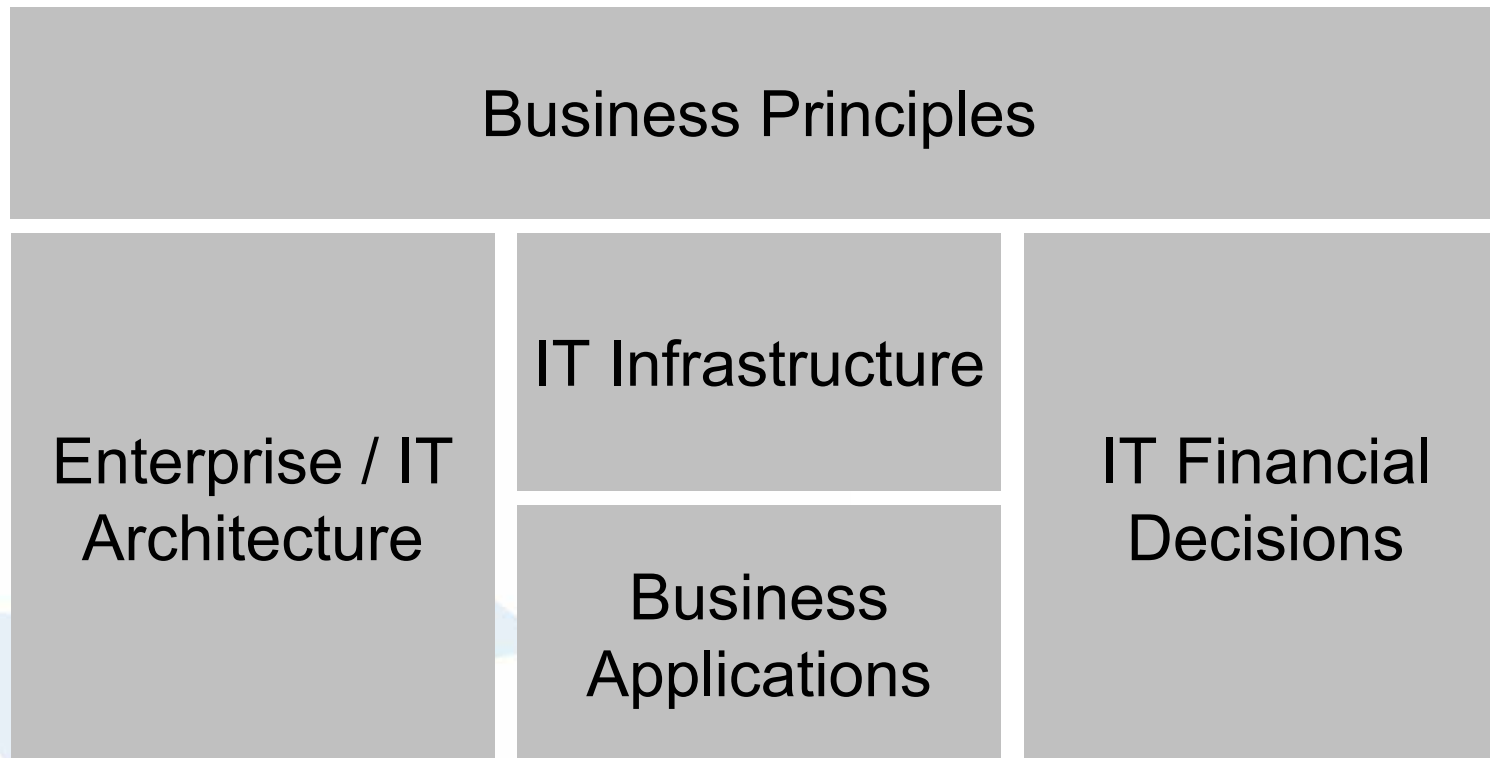 Business Principles
Enterprise / IT
Architecture
IT Infrastructure
Business
Applications
IT Financial
Decisions